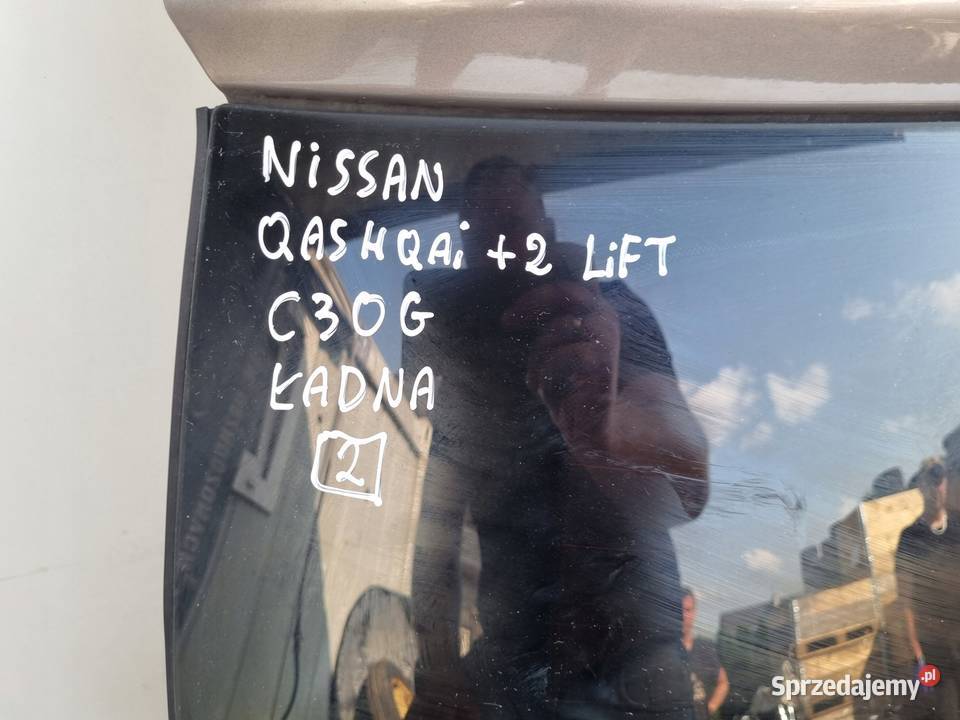 NiSSAN
QASHQAi +2 LiFT
C30G
ŁADNA
2
Sprzedajemy.pl